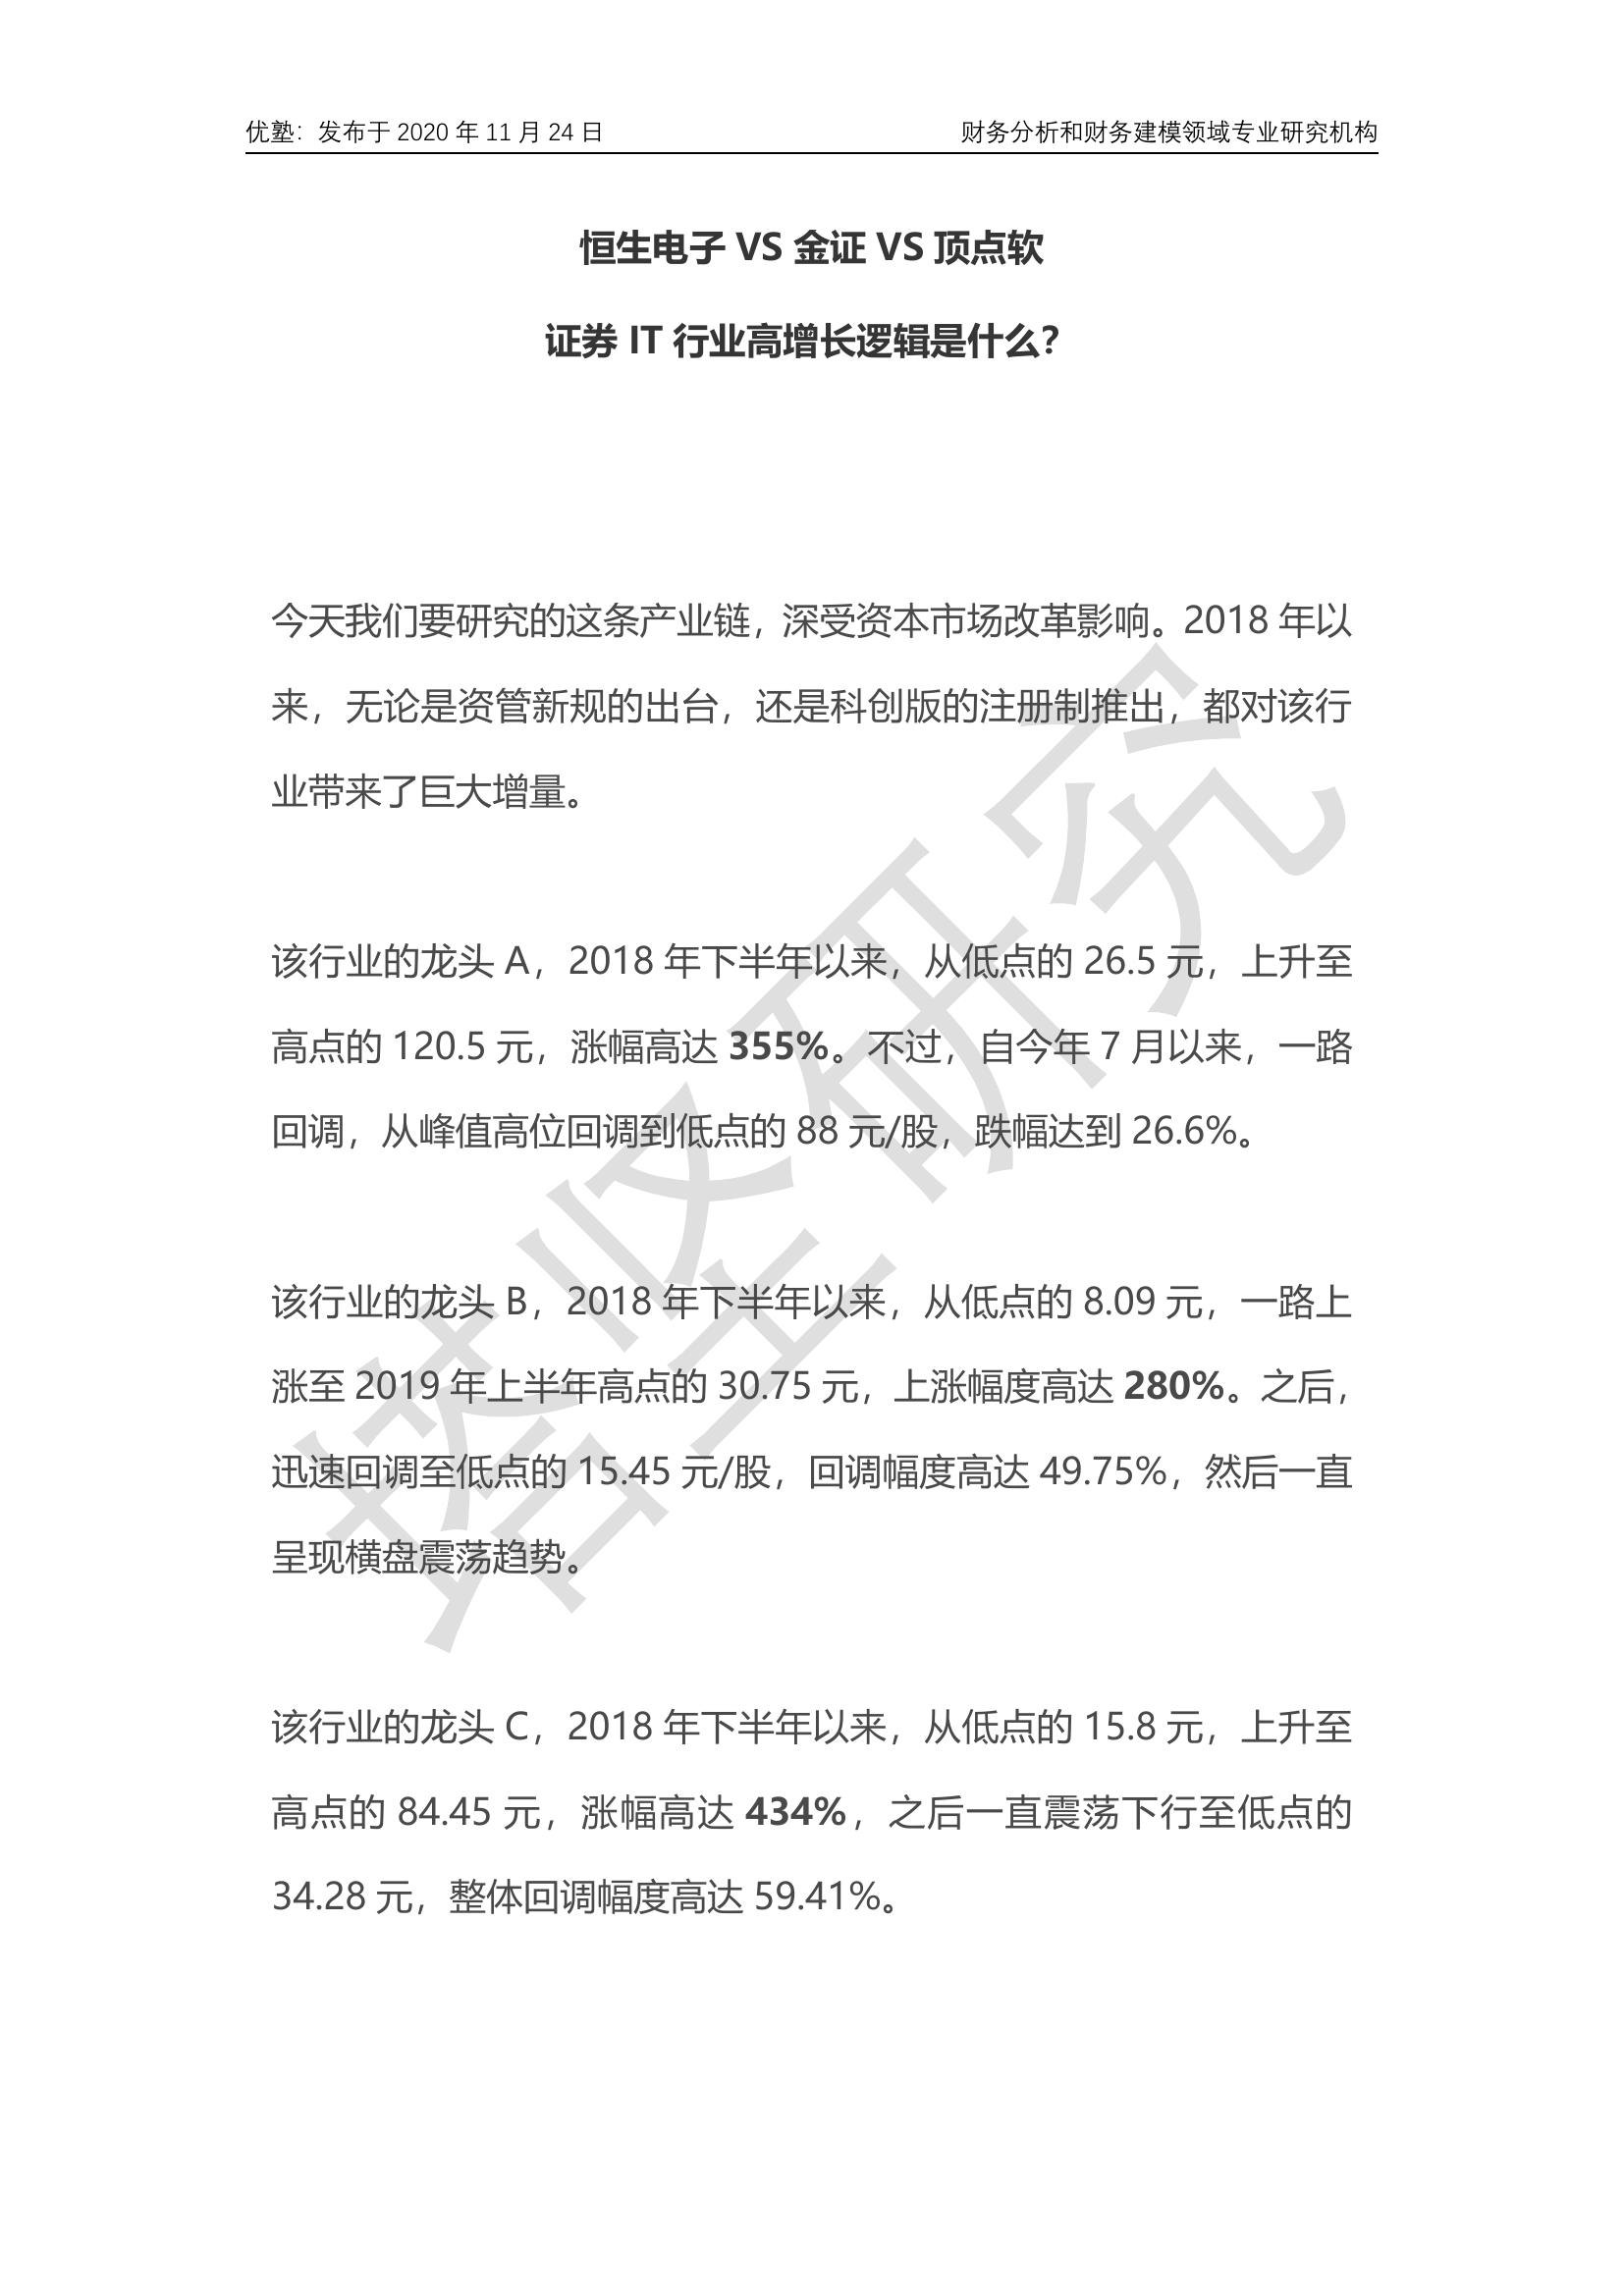 优塾：发布于 2020 年 11 月 24 日
财务分析和财务建模领域专业研究机构
恒生电子 VS 金证 VS 顶点软
证券 IT 行业高增长逻辑是什么？
今天我们要研究的这条产业链，深受资本市场改革影响。2018 年以
来，无论是资管新规的出台，还是科创版的注册制推出，都对该行
业带来了巨大增量。
该行业的龙头 A，2018 年下半年以来，从低点的 26.5 元，上升至
高点的 120.5 元，涨幅高达 355%。不过，自今年 7 月以来，一路
回调，从峰值高位回调到低点的 88 元/股，跌幅达到 26.6%。
该行业的龙头 B，2018 年下半年以来，从低点的 8.09 元，一路上
涨至 2019 年上半年高点的 30.75 元，上涨幅度高达 280%。之后，
迅速回调至低点的 15.45 元/股，回调幅度高达 49.75%，然后一直
呈现横盘震荡趋势。
该行业的龙头 C，2018 年下半年以来，从低点的 15.8 元，上升至
高点的 84.45 元，涨幅高达 434%，之后一直震荡下行至低点的
34.28 元，整体回调幅度高达 59.41%。
塔坚研究